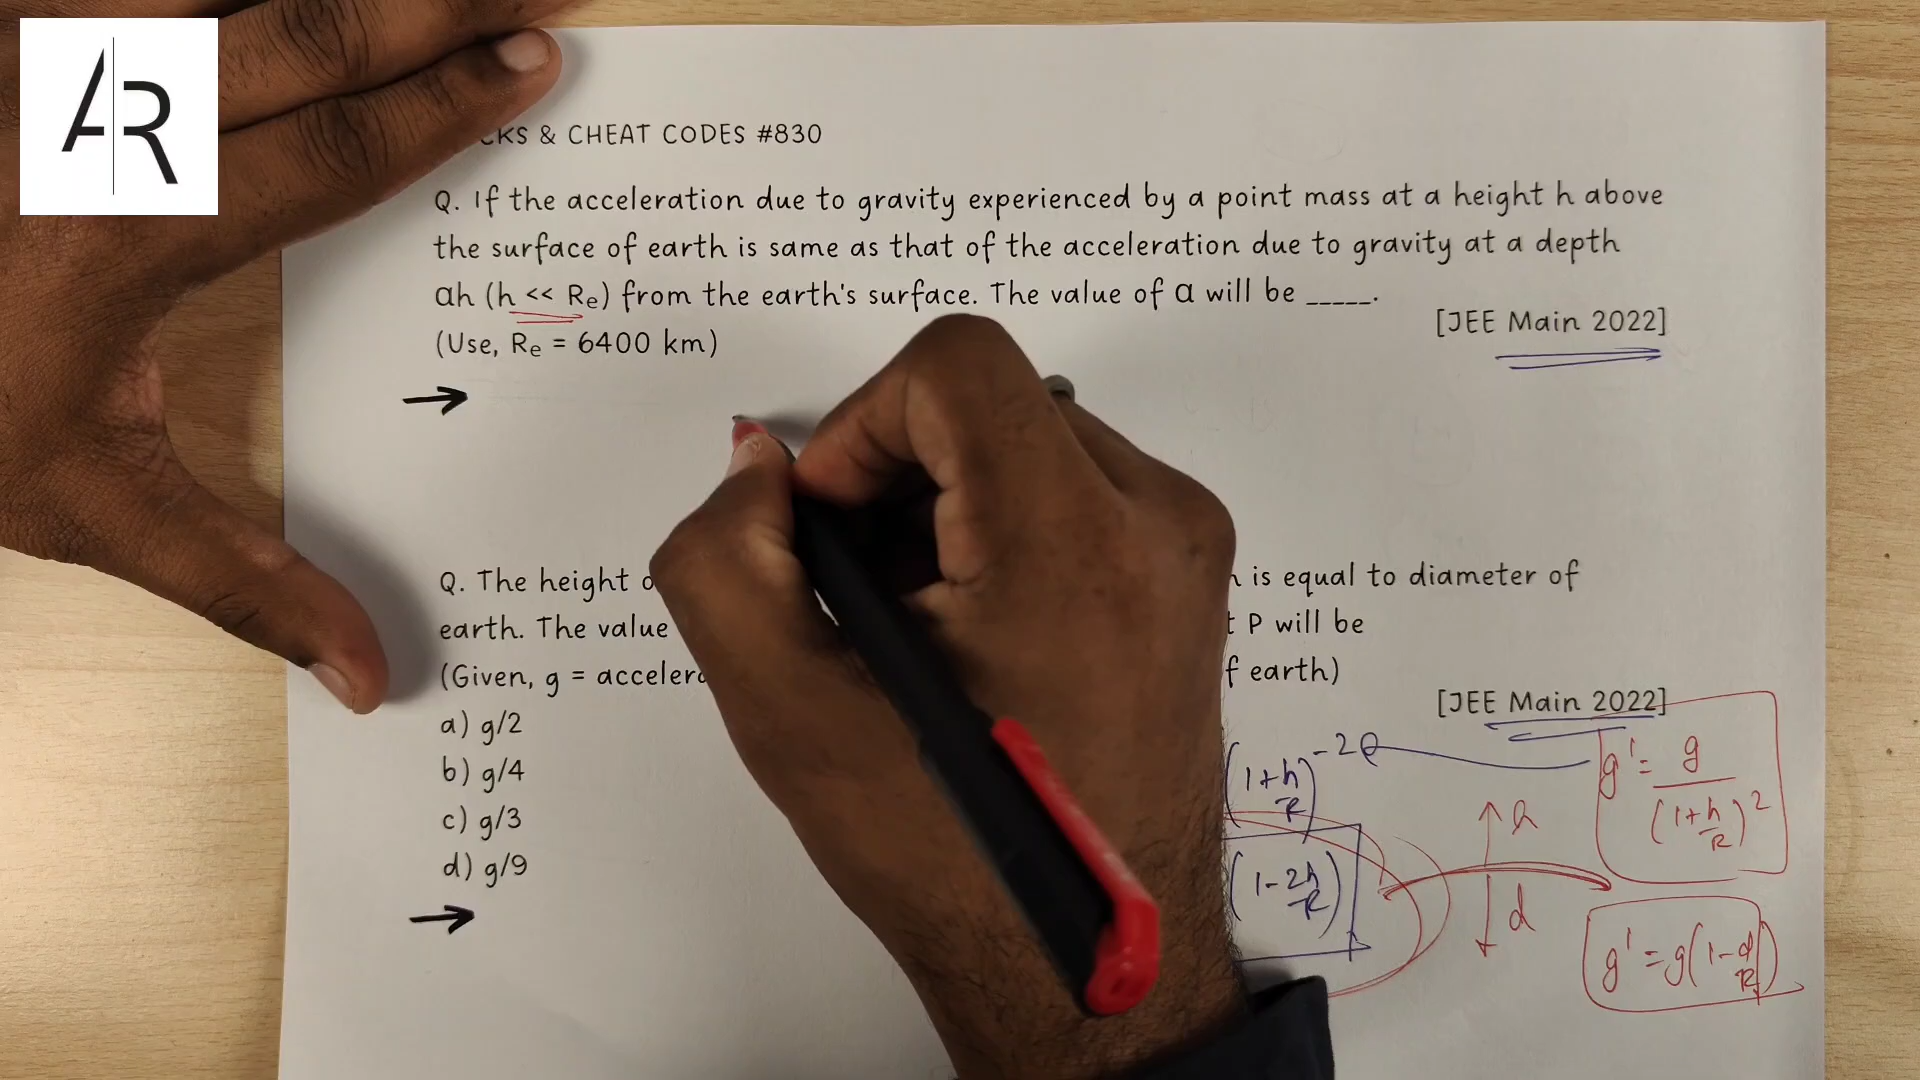 AR
CKS & CHEAT CODES #830
Q. If the acceleration due to gravity experienced by a point mass at a height h above
the surface of earth is same as that of the acceleration due to gravity at a depth
αh (h << Re) from the earth's surface. The value of α will be _____.
[JEE Main 2022]
(Use, Re = 6400 km)
Q. The height is equal to diameter of
earth. The value P will be
(Given, g = earth)
[JEE Main 2022]
a) g/2
b) g/4
c) g/3
d) g/9
(1+h/R)^-2
g' = g/(1+h/R)^2
h
(1-2h/R)
d
g' = g(1-d/R)